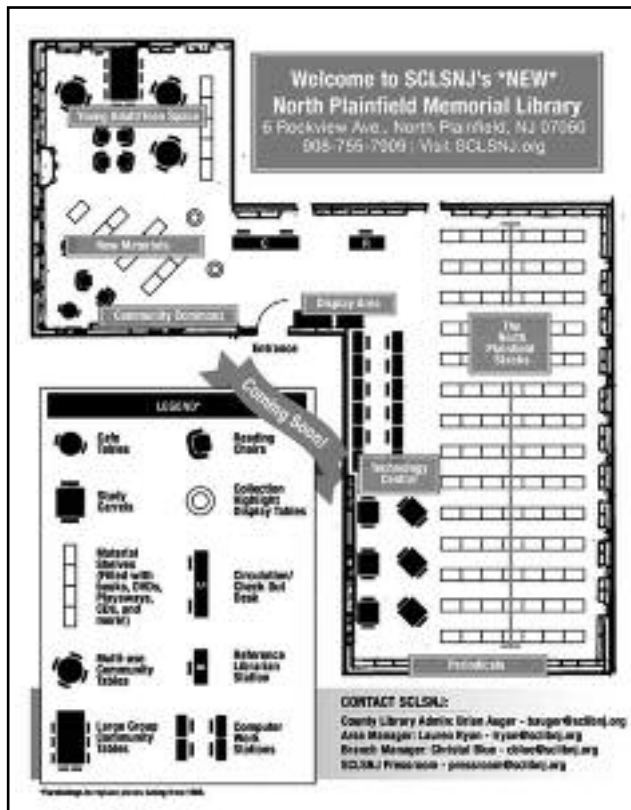 Welcome to SCLSNJ's *NEW*
North Plainfield Memorial Library
6 Rockview Ave., North Plainfield, NJ 07060
908-755-7909 | Visit SCLSNJ.org
Young Adult/Teen Space
New Materials
C
R
Community Commons
Display Area
Entrance
The
North
Plainfield
Stacks
Coming Soon!
Technology
Center
Periodicals
LEGEND*
Cafe
Tables
Reading
Chairs
Study
Carrels
Collection
Highlight
Display Tables
Material
Shelves
(Filled with
books, DVDs,
Playaways,
CDs, and
more!)
C
Circulation/
Check Out
Desk
Multi-use
Community
Tables
R
Reference
Librarian
Station
Large Group
Community
Tables
Computer
Work
Stations
CONTACT SCLSNJ:
County Library Admin: Brian Auger - bauger@sclibnj.org
Area Manager: Lauren Ryan - lryan@sclibnj.org
Branch Manager: Christal Blue - cblue@sclibnj.org
SCLSNJ Pressroom - pressroom@sclibnj.org